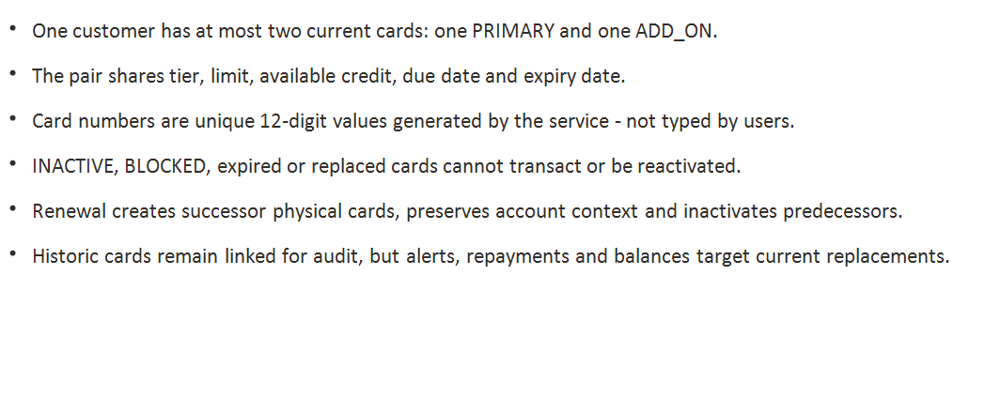 • One customer has at most two current cards: one PRIMARY and one ADD_ON.
• The pair shares tier, limit, available credit, due date and expiry date.
• Card numbers are unique 12-digit values generated by the service - not typed by users.
• INACTIVE, BLOCKED, expired or replaced cards cannot transact or be reactivated.
• Renewal creates successor physical cards, preserves account context and inactivates predecessors.
• Historic cards remain linked for audit, but alerts, repayments and balances target current replacements.